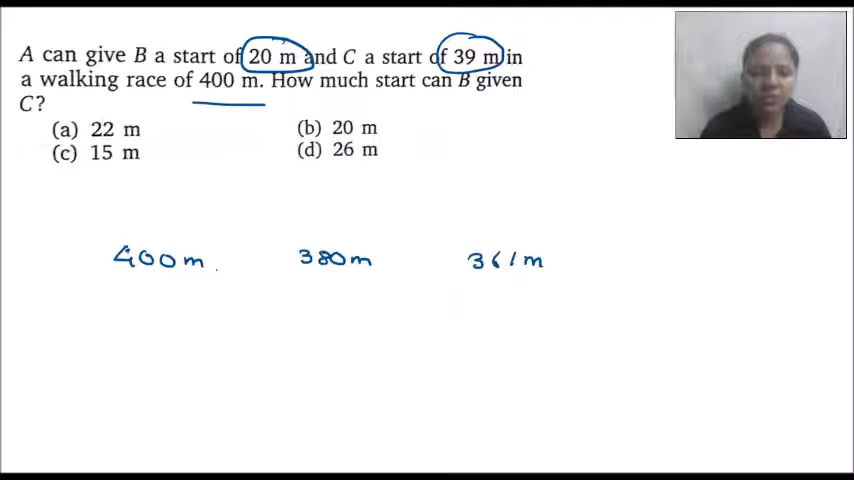 A can give B a start of 20 m and C a start of 39 m in
a walking race of 400 m. How much start can B given
C?
(a) 22 m (b) 20 m
(c) 15 m (d) 26 m
400m 380m 361m